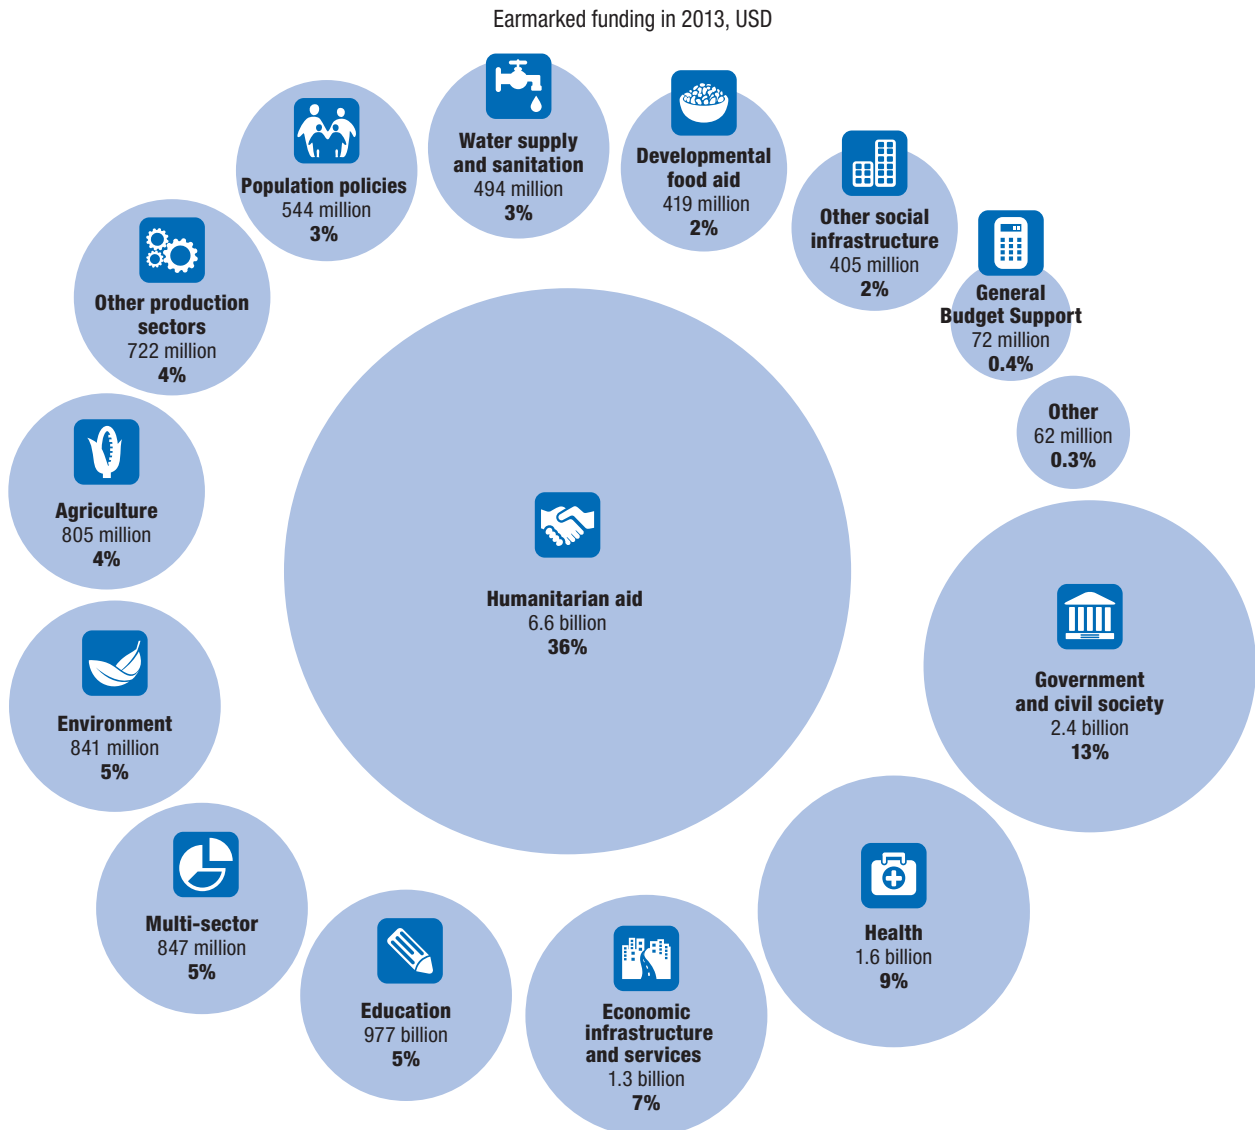 Earmarked funding in 2013, USD
Water supply
and sanitation
494 million
3%
Developmental
food aid
419 million
2%
Population policies
544 million
3%
Other social
infrastructure
405 million
2%
General
Budget Support
72 million
0.4%
Other production
sectors
722 million
4%
Other
62 million
0.3%
Agriculture
805 million
4%
Humanitarian aid
6.6 billion
36%
Government
and civil society
2.4 billion
13%
Environment
841 million
5%
Multi-sector
847 million
5%
Health
1.6 billion
9%
Education
977 billion
5%
Economic
infrastructure
and services
1.3 billion
7%